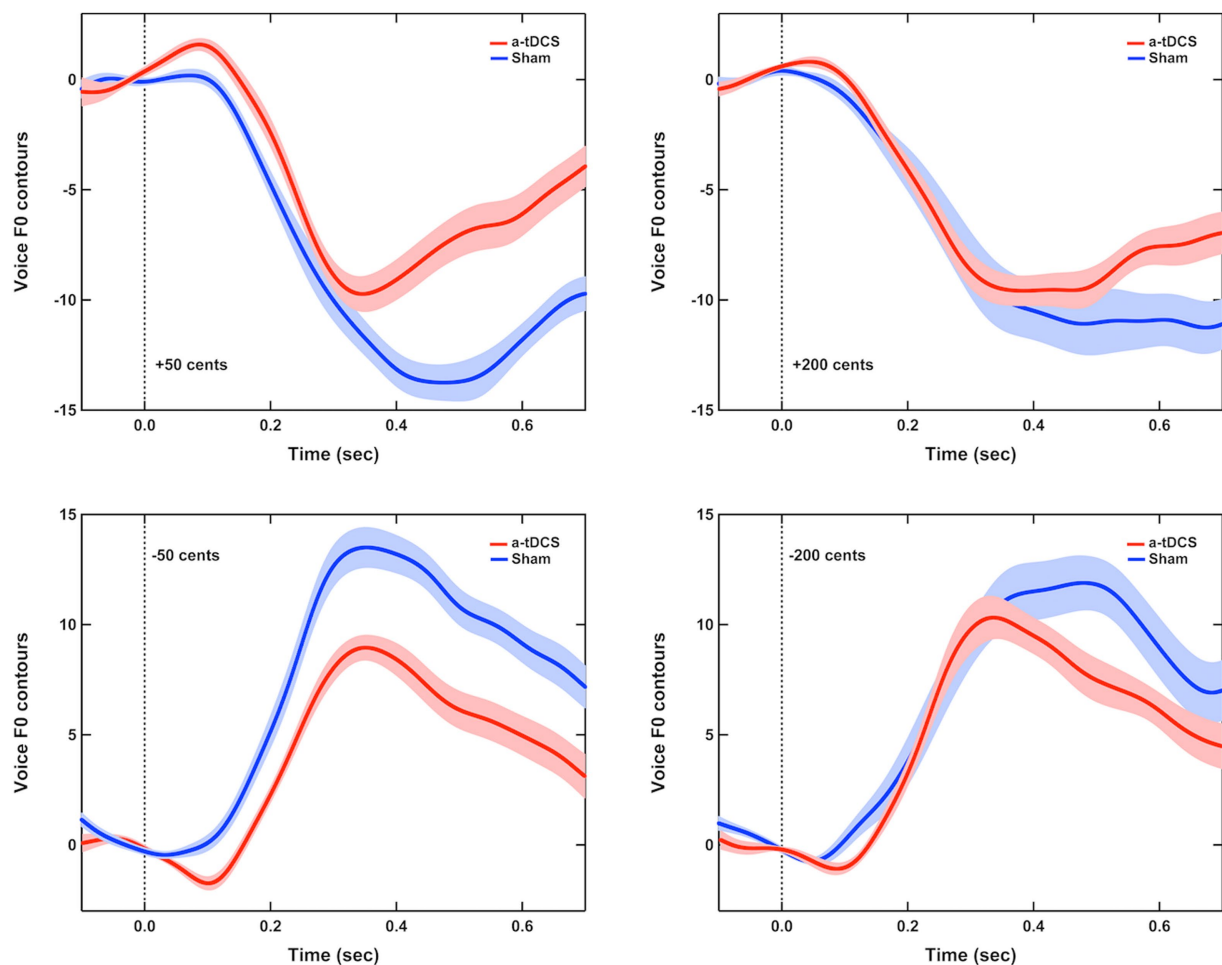 a-tDCS
Sham
Voice F0 contours
0
-5
-10
-15
+50 cents
0.0
0.2
0.4
0.6
Time (sec)
a-tDCS
Sham
Voice F0 contours
0
-5
-10
-15
+200 cents
0.0
0.2
0.4
0.6
Time (sec)
15
10
5
0
Voice F0 contours
-50 cents
a-tDCS
Sham
0.0
0.2
0.4
0.6
Time (sec)
15
10
5
0
Voice F0 contours
-200 cents
a-tDCS
Sham
0.0
0.2
0.4
0.6
Time (sec)